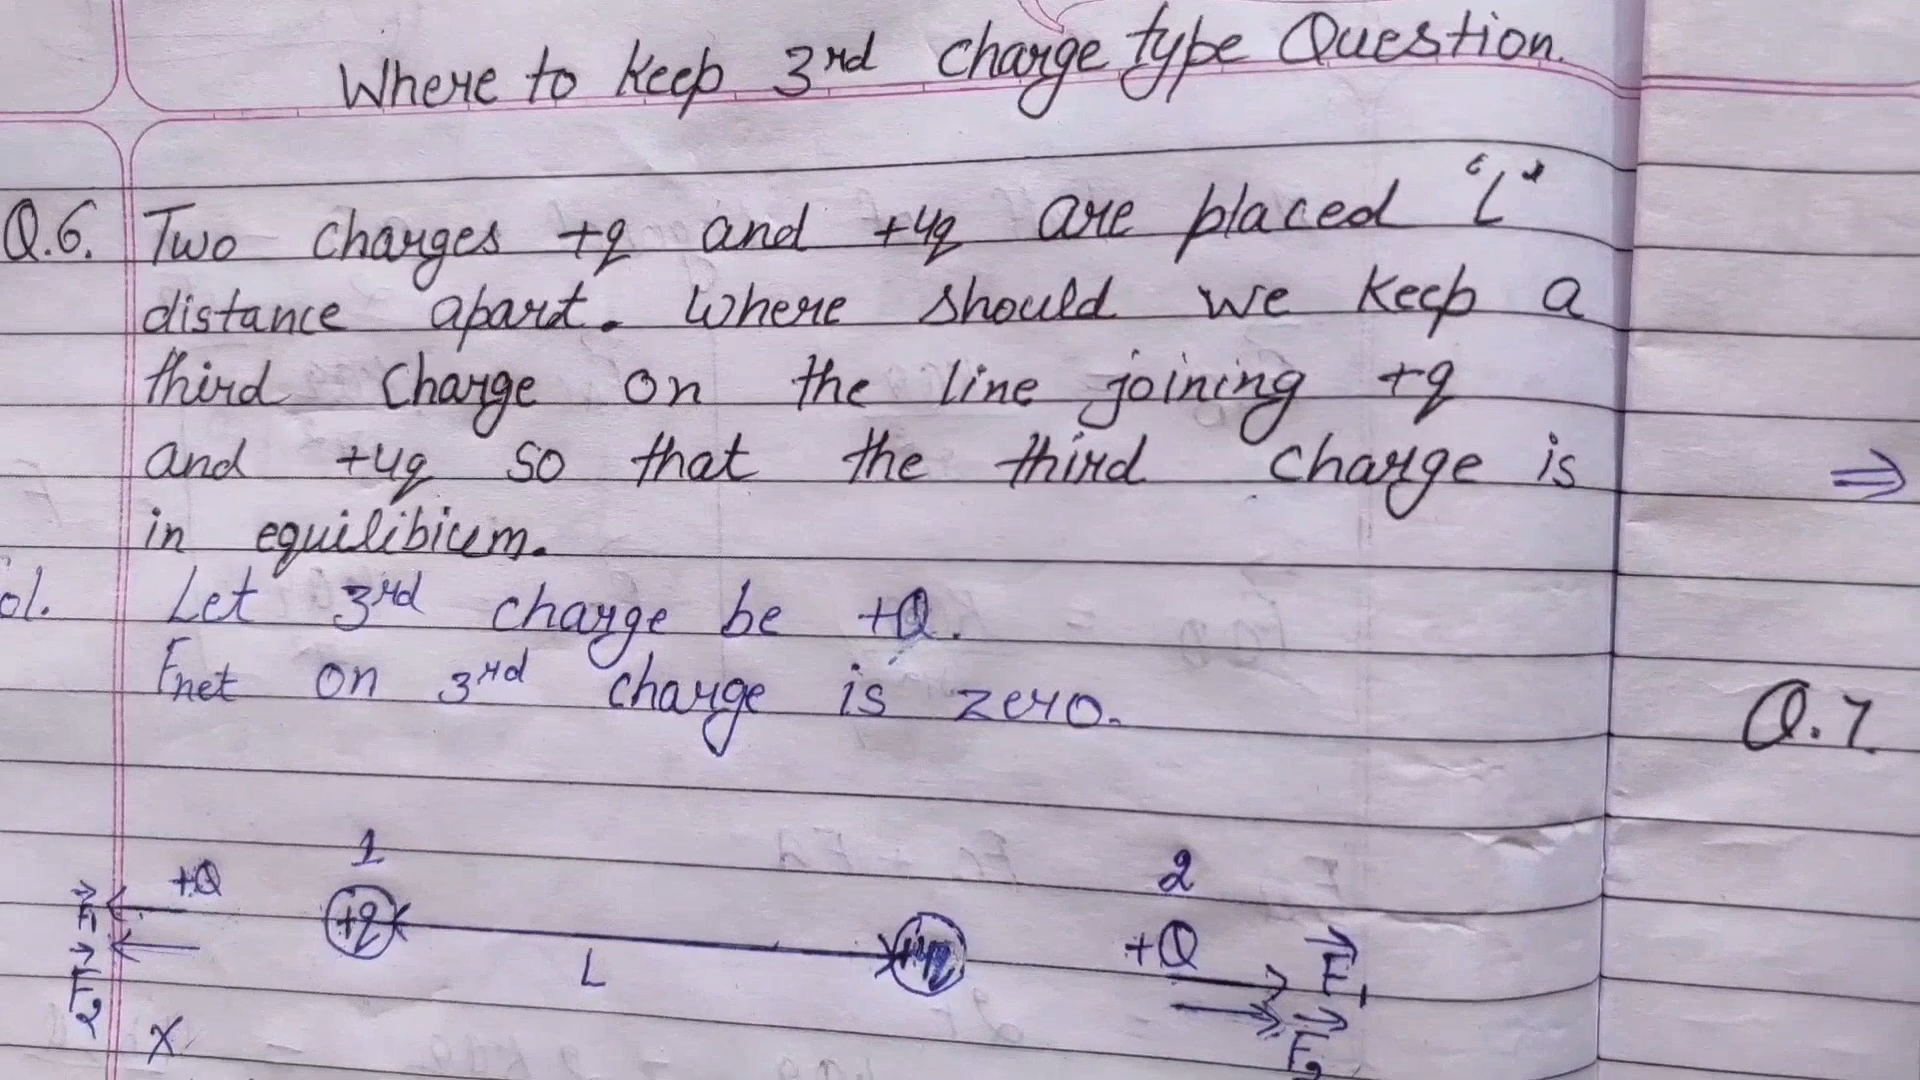 Where to keep 3rd charge type Question.
Q.6. Two charges +q and +4q are placed 'L'
distance apart. Where should we keep a
third charge on the line joining +q
and +4q so that the third charge is
⇒
in equilibium.
ol. Let 3rd charge be +Q.
Fnet on 3rd charge is zero.
Q.7
1
2
+Q
+q
+4q
+Q
F₁
F₂
L
F₁
F₂
X